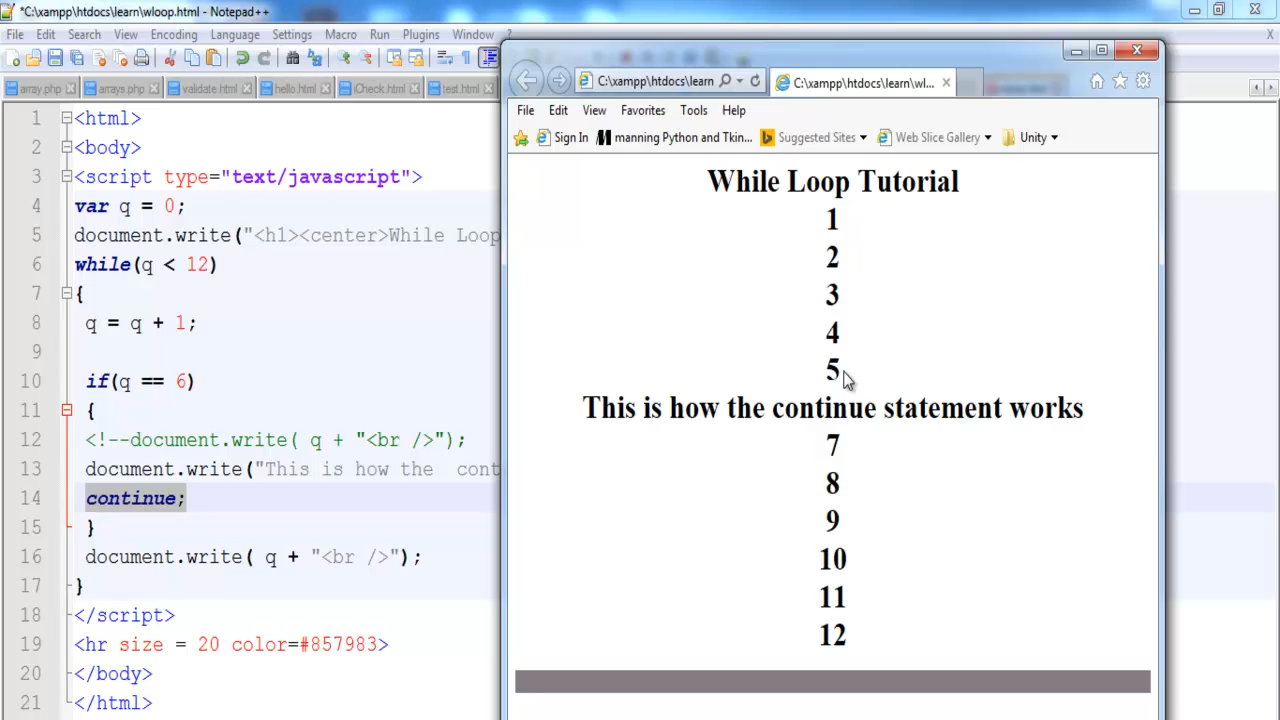 *C:\xampp\htdocs\learn\wloop.html - Notepad++
File Edit Search View Encoding Language Settings Macro Run Plugins Window ?
array.php arrays.php validate.html hello.html iCheck.html test.html
1 <html>
2 <body>
3 <script type="text/javascript">
4 var q = 0;
5 document.write("<h1><center>While Loop
6 while(q < 12)
7 {
8 q = q + 1;
9
10 if(q == 6)
11 {
12 <!--document.write( q + "<br />");
13 document.write("This is how the cont
14 continue;
15 }
16 document.write( q + "<br />");
17 }
18 </script>
19 <hr size = 20 color=#857983>
20 </body>
21 </html>
C:\xampp\htdocs\learn C:\xampp\htdocs\learn\wl...
File Edit View Favorites Tools Help
Sign In manning Python and Tkin... Suggested Sites Web Slice Gallery Unity
While Loop Tutorial
1
2
3
4
5
This is how the continue statement works
7
8
9
10
11
12